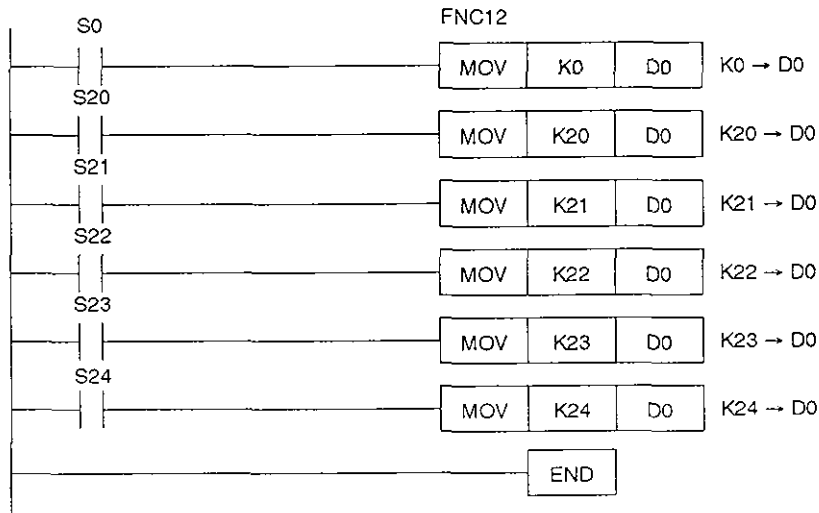 FNC12
S0
MOV K0 D0 K0 → D0
S20
MOV K20 D0 K20 → D0
S21
MOV K21 D0 K21 → D0
S22
MOV K22 D0 K22 → D0
S23
MOV K23 D0 K23 → D0
S24
MOV K24 D0 K24 → D0
END